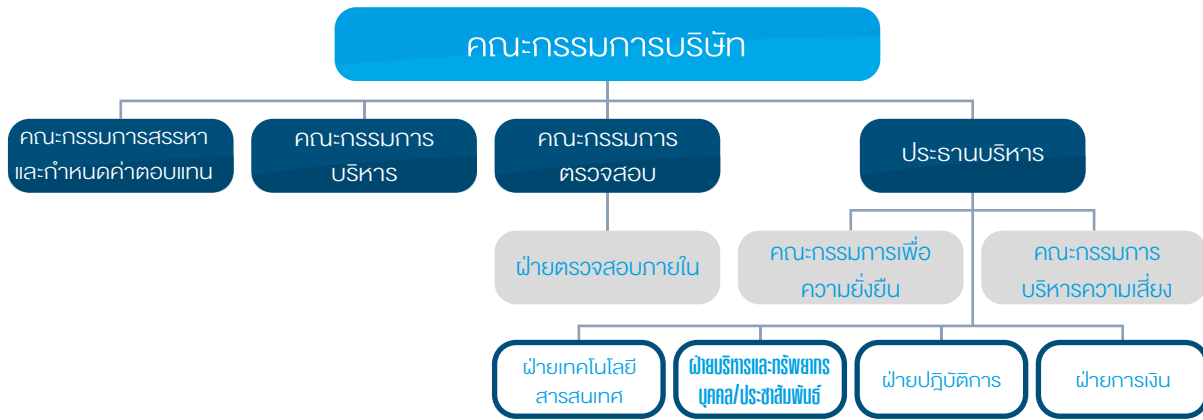 คณะกรรมการบริษัท
คณะกรรมการสรรหา
และกำหนดค่าตอบแทน
คณะกรรมการ
บริหาร
คณะกรรมการ
ตรวจสอบ
ประธานบริหาร
ฝ่ายตรวจสอบภายใน
คณะกรรมการเพื่อ
ความยั่งยืน
คณะกรรมการ
บริหารความเสี่ยง
ฝ่ายเทคโนโลยี
สารสนเทศ
ฝ่ายบริหารและทรัพยากร
บุคคล/ประชาสัมพันธ์
ฝ่ายปฎิบัติการ
ฝ่ายการเงิน